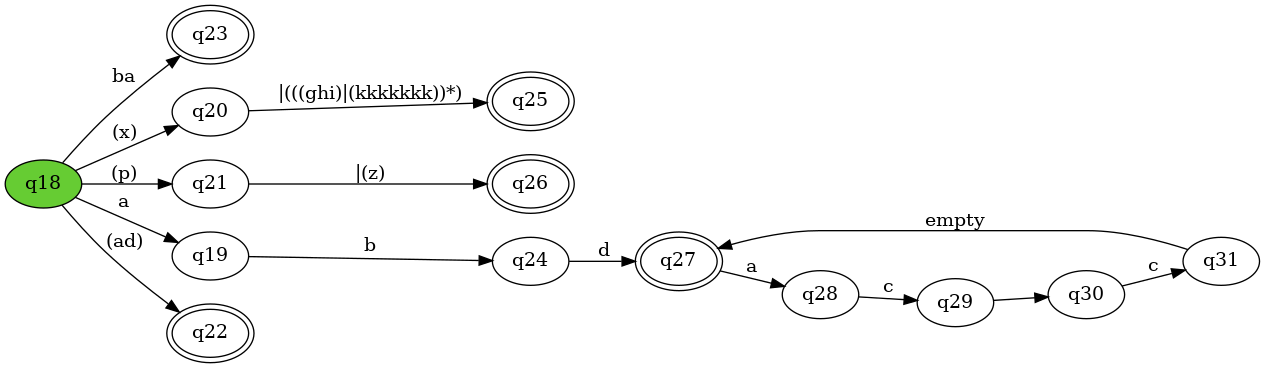 q23
ba
|(((ghi)|(kkkkkkk))*)
q25
q20
(x)
(p)
|(z)
q18
q21
q26
a
empty
(ad)
b
d
q19
q24
q27
a
c
c
q31
q28
q29
q30
q22